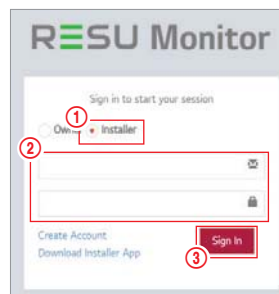 RESU Monitor
Sign in to start your session
①
Installer
②
Create Account
Sign In
Download Installer App
③